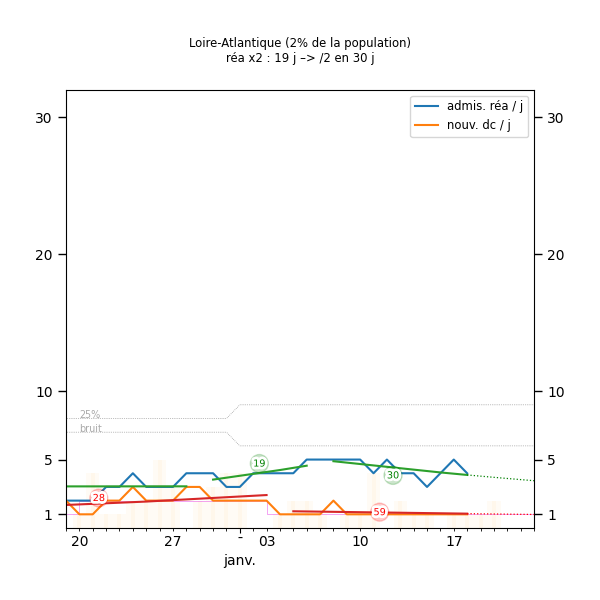 Loire-Atlantique (2% de la population)
réa x2 : 19 j –> /2 en 30 j
admis. réa / j
nouv. dc / j
30 30
20 20
10 10
25%
bruit
5 5
19
30
28
59
1 1
20 27 - 03 10 17
janv.